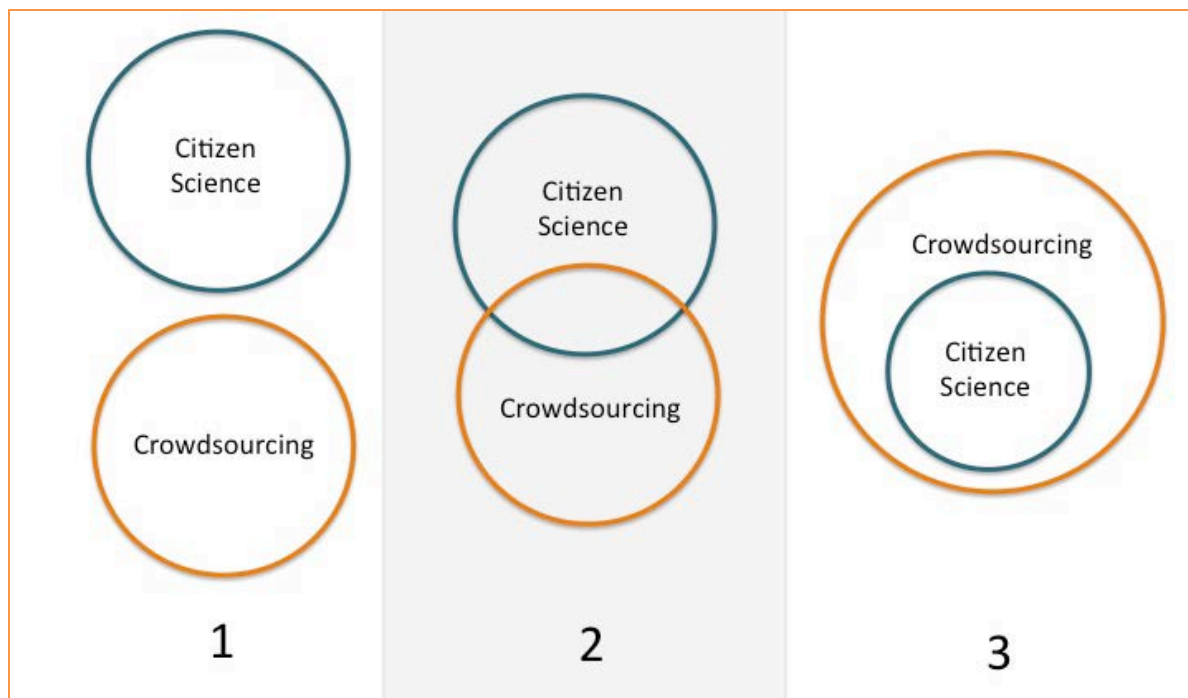 Citizen
Science
Crowdsourcing
1
Citizen
Science
Crowdsourcing
2
Crowdsourcing
Citizen
Science
3